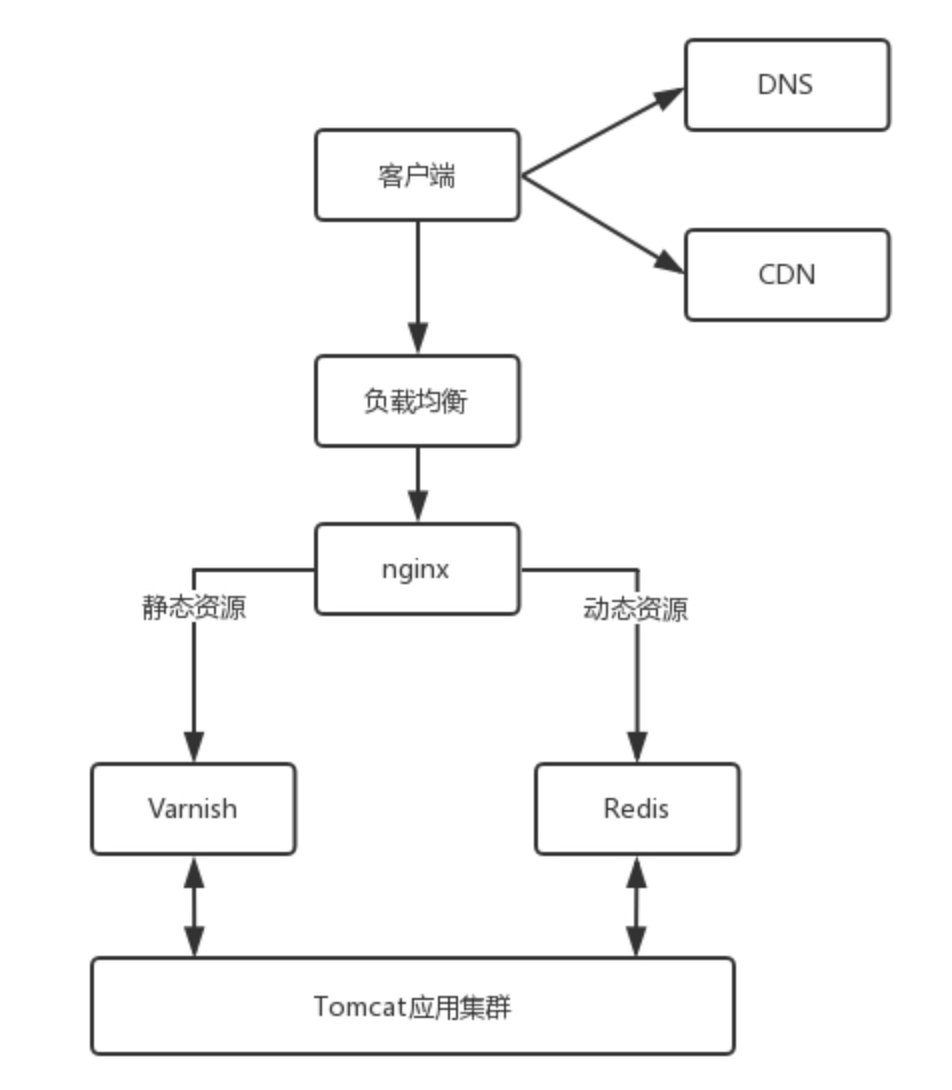 DNS
客户端
CDN
负载均衡
nginx
静态资源
动态资源
Varnish
Redis
Tomcat应用集群